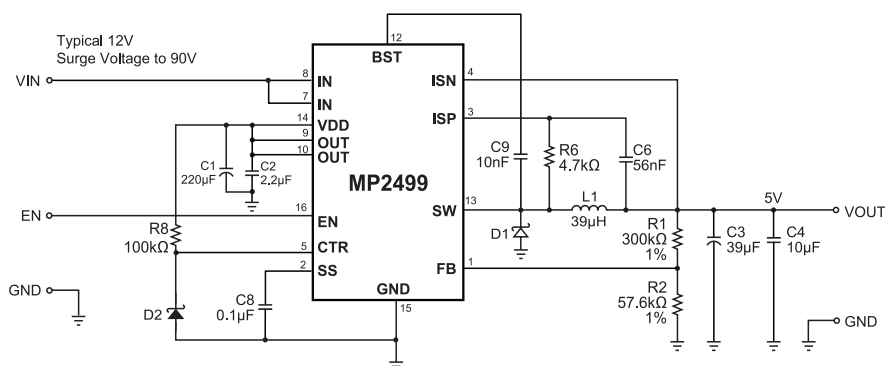 Typical 12V
Surge Voltage to 90V
12
BST
VIN
8
IN
7
IN
14
VDD
9
OUT
10
OUT
C1
220μF
C2
2.2μF
MP2499
4
ISN
3
ISP
C9
10nF
R6
4.7kΩ
C6
56nF
EN
16
EN
R8
100kΩ
5
CTR
2
SS
13
SW
L1
39μH
5V
VOUT
D1
R1
300kΩ
1%
C3
39μF
C4
10μF
1
FB
R2
57.6kΩ
1%
GND
D2
C8
0.1μF
GND
15
GND